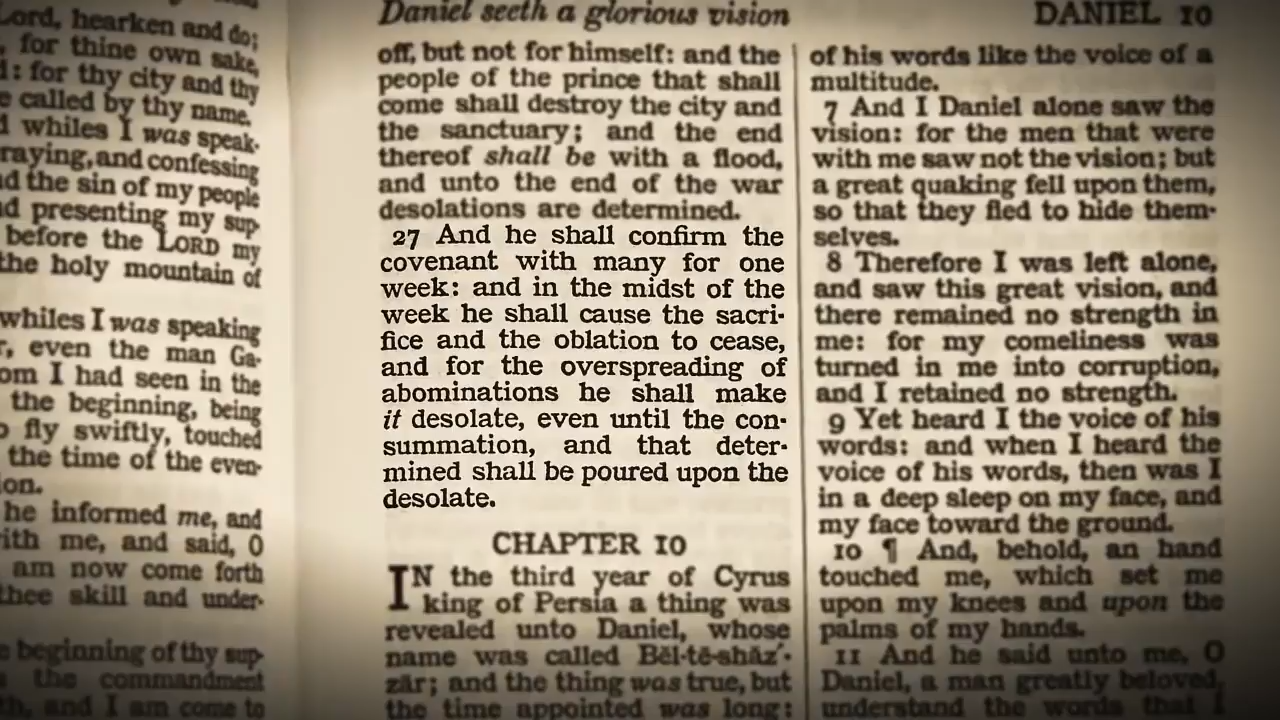 Lord, hearken and do;
for thine own sake,
for thy city and thy
called by thy name.
whiles I was speak-
raying, and confessing
the sin of my people
presenting my sup-
before the LORD my
the holy mountain of
whiles I was speaking
even the man Ga-
om I had seen in the
the beginning, being
fly swiftly, touched
the time of the even-
on.
he informed me, and
ith me, and said, O
am now come forth
thee skill and under-
beginning of thy sup-
the commandment
th, and I am come to
Daniel seeth a glorious vision
DANIEL 10
off, but not for himself: and the
people of the prince that shall
come shall destroy the city and
the sanctuary; and the end
thereof shall be with a flood,
and unto the end of the war
desolations are determined.
27 And he shall confirm the
covenant with many for one
week: and in the midst of the
week he shall cause the sacri-
fice and the oblation to cease,
and for the overspreading of
abominations he shall make
it desolate, even until the con-
summation, and that deter-
mined shall be poured upon the
desolate.
CHAPTER 10
IN the third year of Cyrus
king of Persia a thing was
revealed unto Daniel, whose
name was called Bĕl-tē-shăz´-
zär; and the thing was true, but
the time appointed was long:
of his words like the voice of a
multitude.
7 And I Daniel alone saw the
vision: for the men that were
with me saw not the vision; but
a great quaking fell upon them,
so that they fled to hide them-
selves.
8 Therefore I was left alone,
and saw this great vision, and
there remained no strength in
me: for my comeliness was
turned in me into corruption,
and I retained no strength.
9 Yet heard I the voice of his
words: and when I heard the
voice of his words, then was I
in a deep sleep on my face, and
my face toward the ground.
10 ¶ And, behold, an hand
touched me, which set me
upon my knees and upon the
palms of my hands.
11 And he said unto me, O
Daniel, a man greatly beloved,
understand the words that I